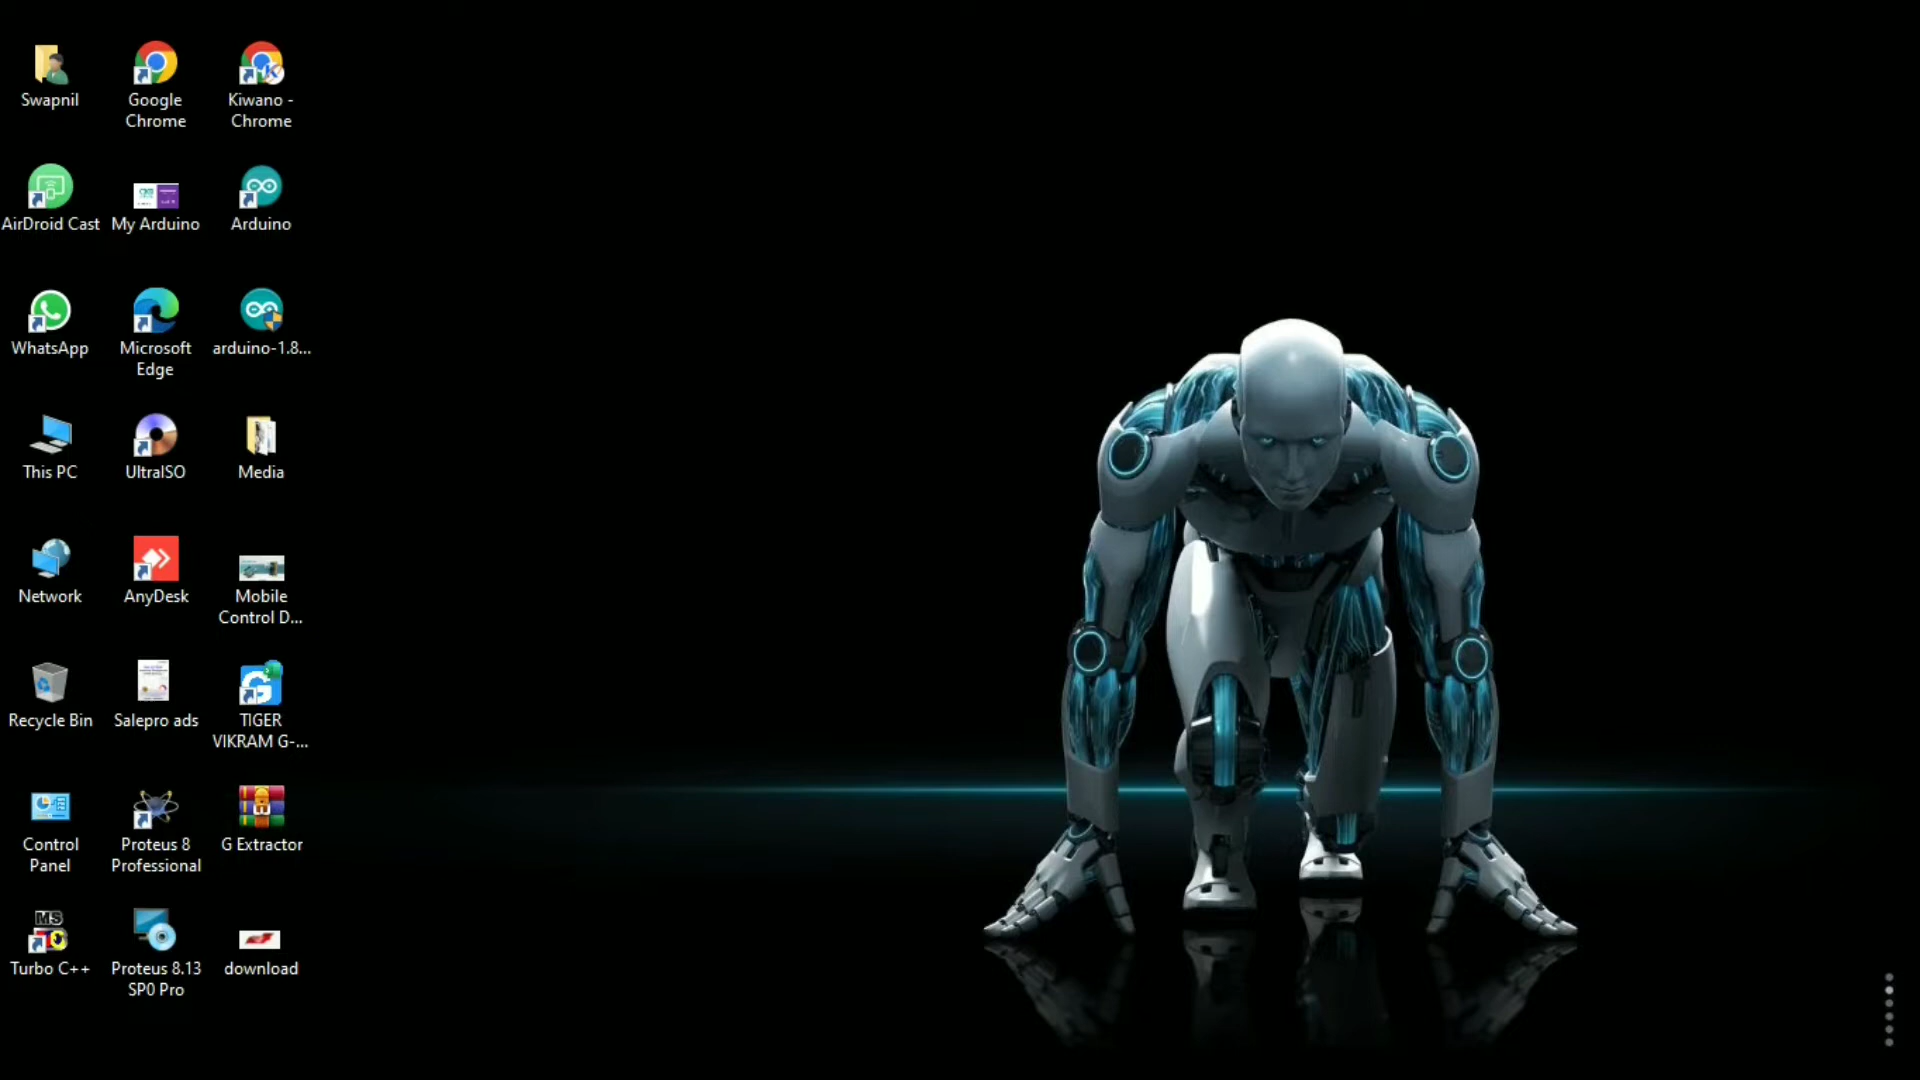 Swapnil
Google
Chrome
Kiwano -
Chrome
AirDroid Cast
My Arduino
Arduino
WhatsApp
Microsoft
Edge
arduino-1.8...
This PC
UltraISO
Media
Network
AnyDesk
Mobile
Control D...
Recycle Bin
Salepro ads
TIGER
VIKRAM G-...
Control
Panel
Proteus 8
Professional
G Extractor
MS
Turbo C++
Proteus 8.13
SP0 Pro
download